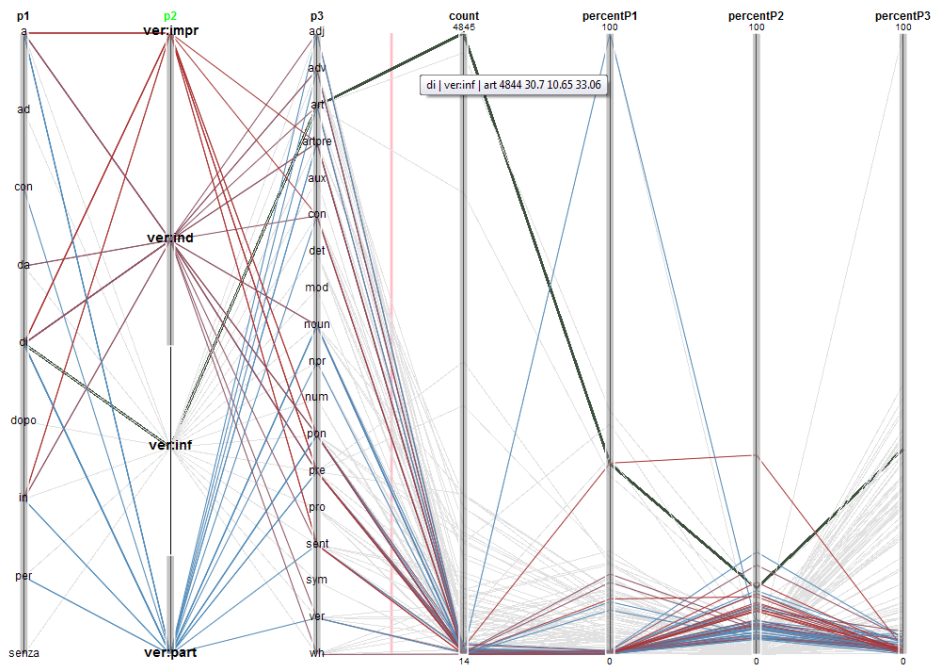 p1 p2 p3 count percentP1 percentP2 percentP3
4845 100 100 100
a ver:impr adj
adv
di | ver:inf | art 4844 30.7 10.65 33.06
ad art
artpre
con aux
con
da ver:ind det
mod
di noun
npr
num
dopo ver:inf pon
pre
in pro
sent
per sym
ver
senza ver:part wh
14 0 0 0